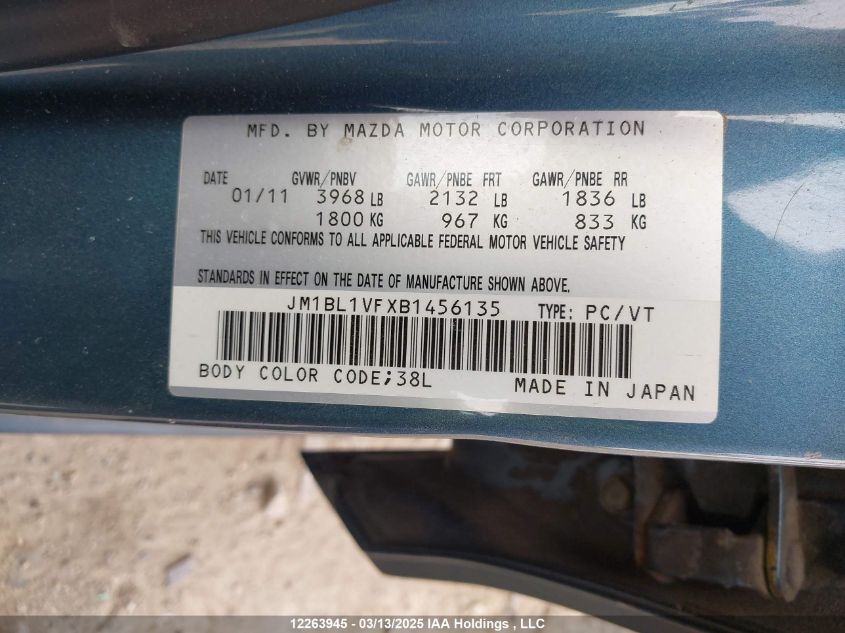 MFD. BY MAZDA MOTOR CORPORATION
DATE GVWR/PNBV GAWR/PNBE FRT GAWR/PNBE RR
01/11 3968 LB 2132 LB 1836 LB
1800 KG 967 KG 833 KG
THIS VEHICLE CONFORMS TO ALL APPLICABLE FEDERAL MOTOR VEHICLE SAFETY
STANDARDS IN EFFECT ON THE DATE OF MANUFACTURE SHOWN ABOVE.
JM1BL1VFXB1456135 TYPE: PC/VT
BODY COLOR CODE;38L MADE IN JAPAN
12263945 - 03/13/2025 IAA Holdings , LLC